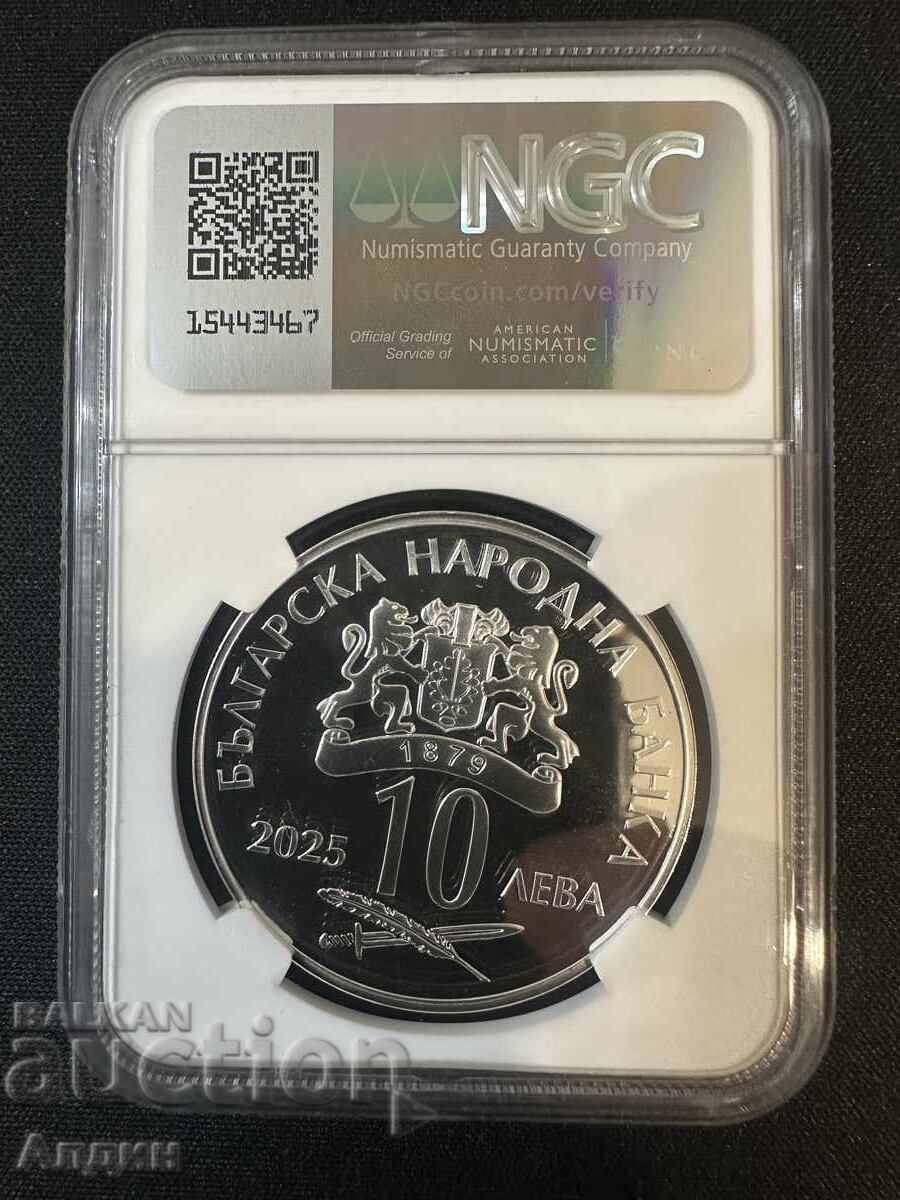 NGC
Numismatic Guaranty Company
NGCcoin.com/verify
15443467
Official Grading
Service of
AMERICAN
NUMISMATIC
ASSOCIATION
БЪЛГАРСКА НАРОДНА БАНКА
1879
10
2025
ЛЕВА
BALKAN
auction
Алдин